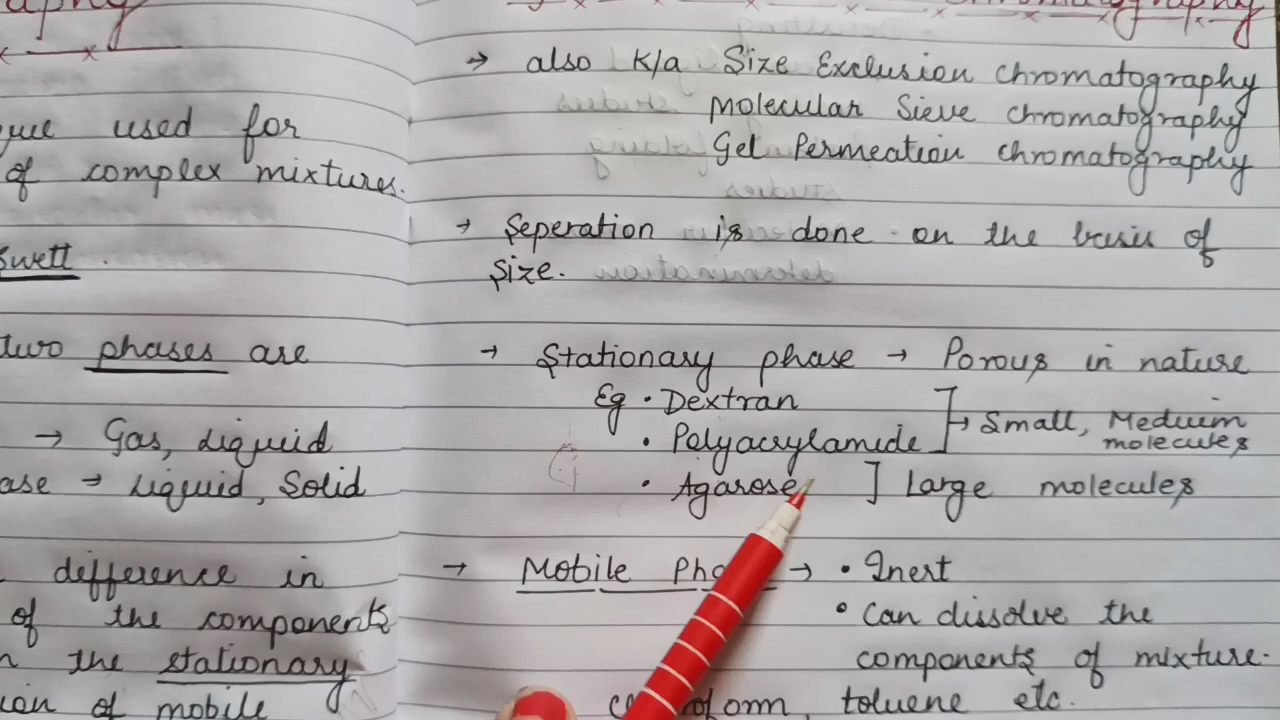 used for
of complex mixtures.
two phases are
→ Gas, Liquid
→ Liquid, Solid
difference in
of the components
the stationary
of mobile
Chromatography
→ also K/a Size Exclusion chromatography
Molecular Sieve chromatography
Gel Permeation chromatography
→ Seperation is done on the basis of
Size.
→ Stationary phase → Porous in nature
Eg • Dextran
• Polyacrylamide
] → Small, Meduim
molecules
• Agarose ] Large molecules
→ Mobile → • Inert
• Can dissolve the
components of mixture.
toluene etc.